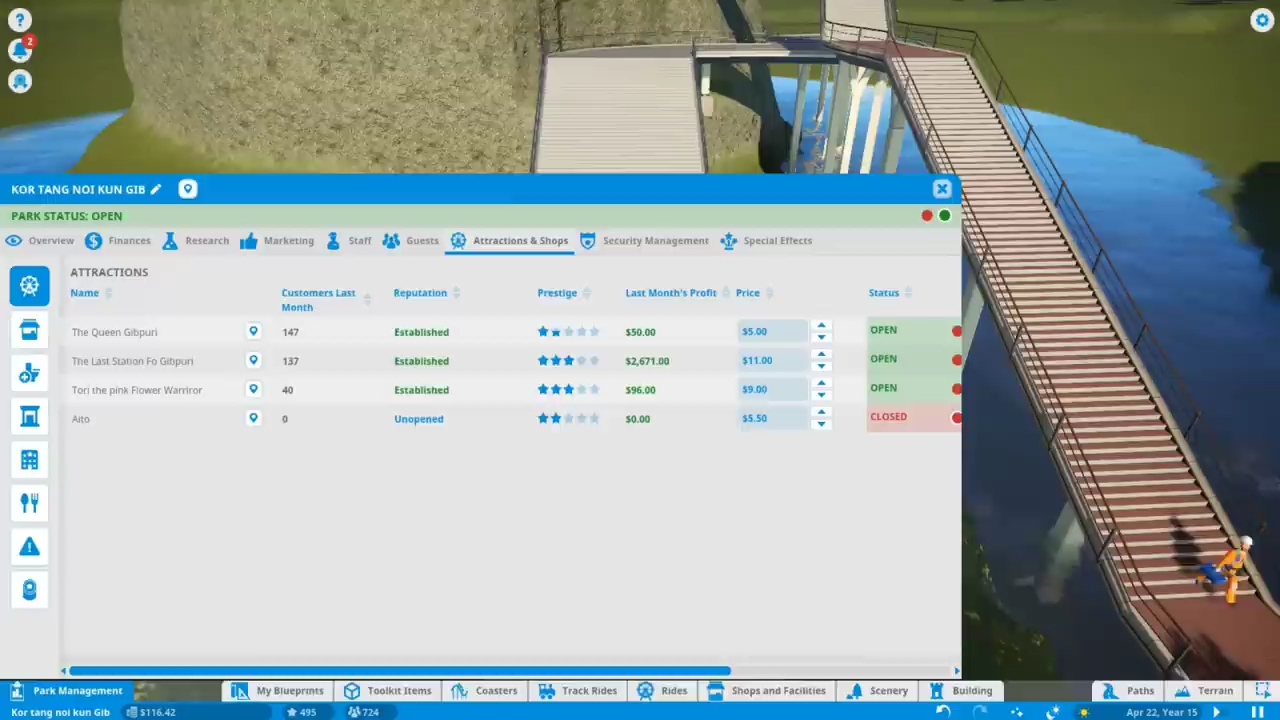 ?
2
KOR TANG NOI KUN GIB
PARK STATUS: OPEN
Overview Finances Research Marketing Staff Guests Attractions & Shops Security Management Special Effects
ATTRACTIONS
Name Customers Last Month Reputation Prestige Last Month's Profit Price Status
The Queen Gibpuri 147 Established $50.00 $5.00 OPEN
The Last Station Fo Gibpuri 137 Established $2,671.00 $11.00 OPEN
Tori the pink Flower Warriror 40 Established $96.00 $9.00 OPEN
Aito 0 Unopened $0.00 $5.50 CLOSED
Park Management My Blueprints Toolkit Items Coasters Track Rides Rides Shops and Facilities Scenery Building Paths Terrain
Kor tang noi kun Gib $116.42 495 724 Apr 22, Year 15